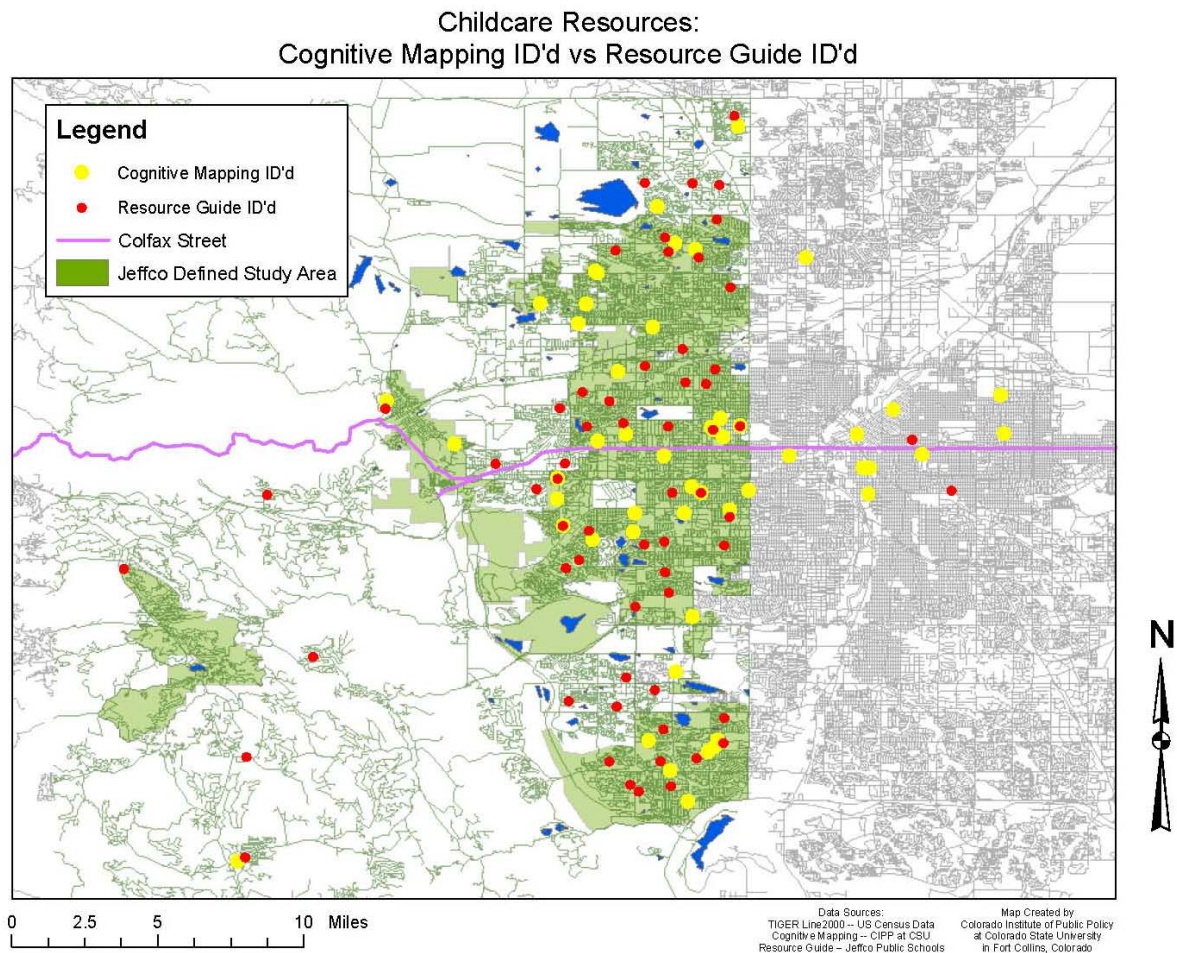 Childcare Resources:
Cognitive Mapping ID'd vs Resource Guide ID'd
Legend
Cognitive Mapping ID'd
Resource Guide ID'd
Colfax Street
Jeffco Defined Study Area
N
0 2.5 5 10 Miles
Data Sources:
TIGER Line2000 -- US Census Data
Cognitive Mapping -- CIPP at CSU
Resource Guide -- Jeffco Public Schools
Map Created by
Colorado Institute of Public Policy
at Colorado State University
in Fort Collins, Colorado